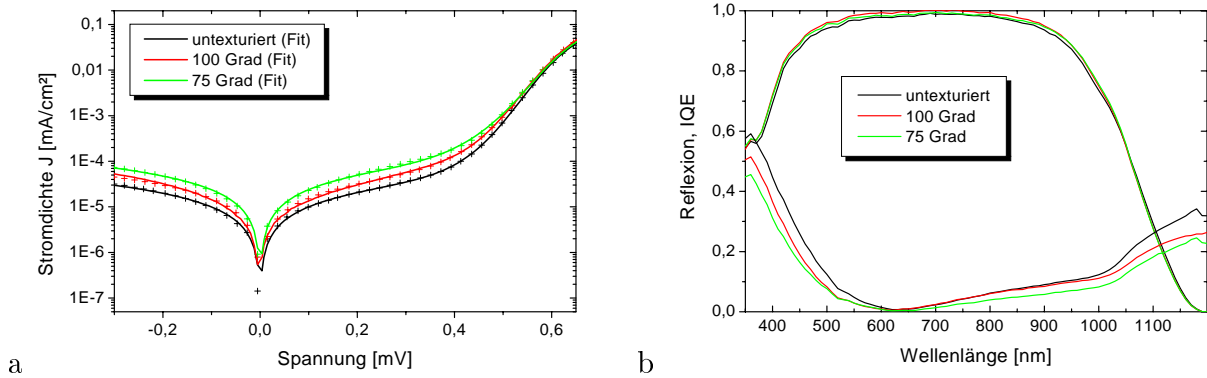 0,1
0,01
1E-3
1E-4
1E-5
1E-6
1E-7
Stromdichte J [mA/cm²]
untexturiert (Fit)
100 Grad (Fit)
75 Grad (Fit)
-0,2 0,0 0,2 0,4 0,6
Spannung [mV]
a
1,0
0,8
0,6
0,4
0,2
0,0
Reflexion, IQE
untexturiert
100 Grad
75 Grad
400 500 600 700 800 900 1000 1100
Wellenlänge [nm]
b